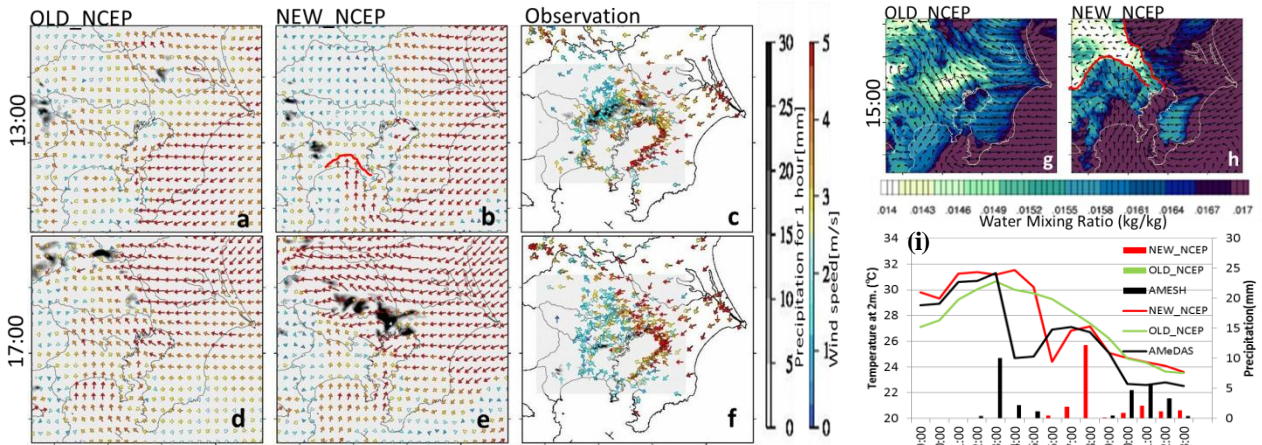 OLD_NCEP NEW_NCEP Observation
13:00
a b c
17:00
d e f
30
25
20
15
10
5
0
Precipitation for 1 hour[mm]
5
4
3
2
1
0
Wind speed[m/s]
OLD_NCEP NEW_NCEP
15:00
g h
.014 .0143 .0146 .0149 .0152 .0155 .0158 .0161 .0164 .0167 .017
Water Mixing Ratio (kg/kg)
(i)
Temperature at 2m. (°C)
34
32
30
28
26
24
22
20
NEW_NCEP
OLD_NCEP
AMESH
NEW_NCEP
OLD_NCEP
AMeDAS
30
25
20
15
10
5
0
Precipitation(mm)